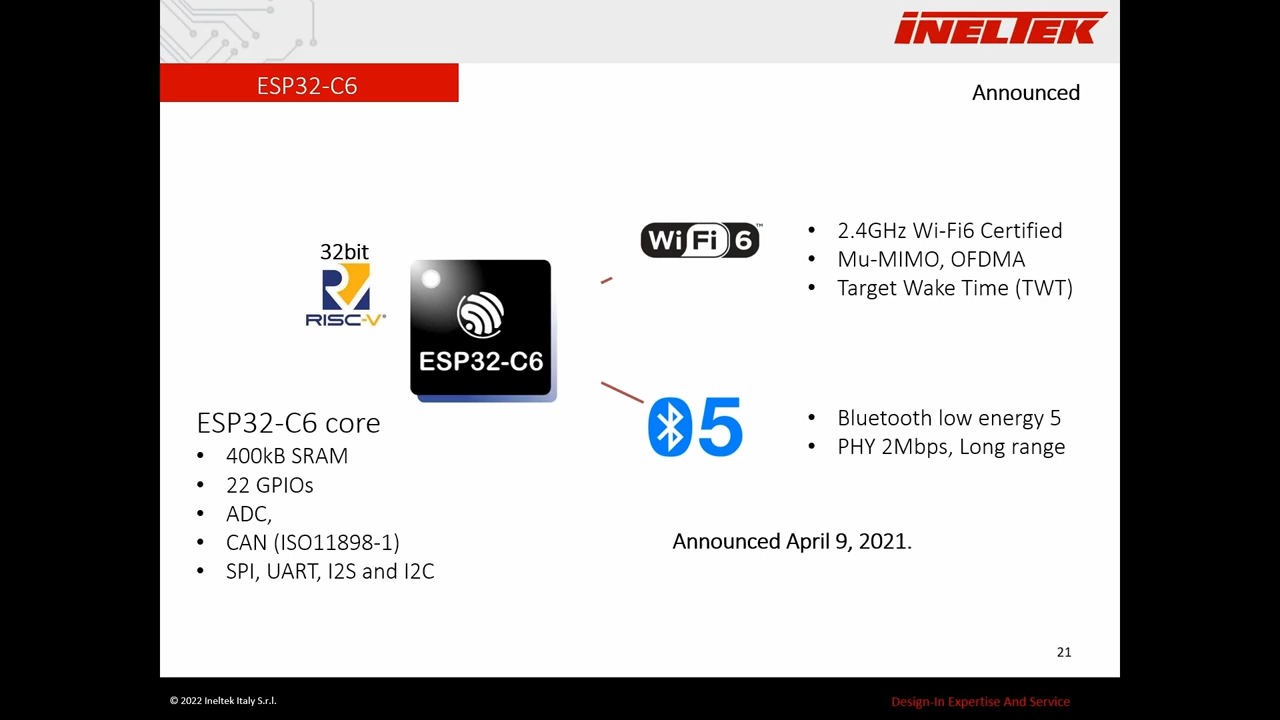 INELTEK
ESP32-C6
Announced
32bit
RISC-V®
ESP32-C6
WiFi 6™
• 2.4GHz Wi-Fi6 Certified
• Mu-MIMO, OFDMA
• Target Wake Time (TWT)
5
• Bluetooth low energy 5
• PHY 2Mbps, Long range
ESP32-C6 core
• 400kB SRAM
• 22 GPIOs
• ADC,
• CAN (ISO11898-1)
• SPI, UART, I2S and I2C
Announced April 9, 2021.
21
© 2022 Ineltek Italy S.r.l.
Design-In Expertise And Service